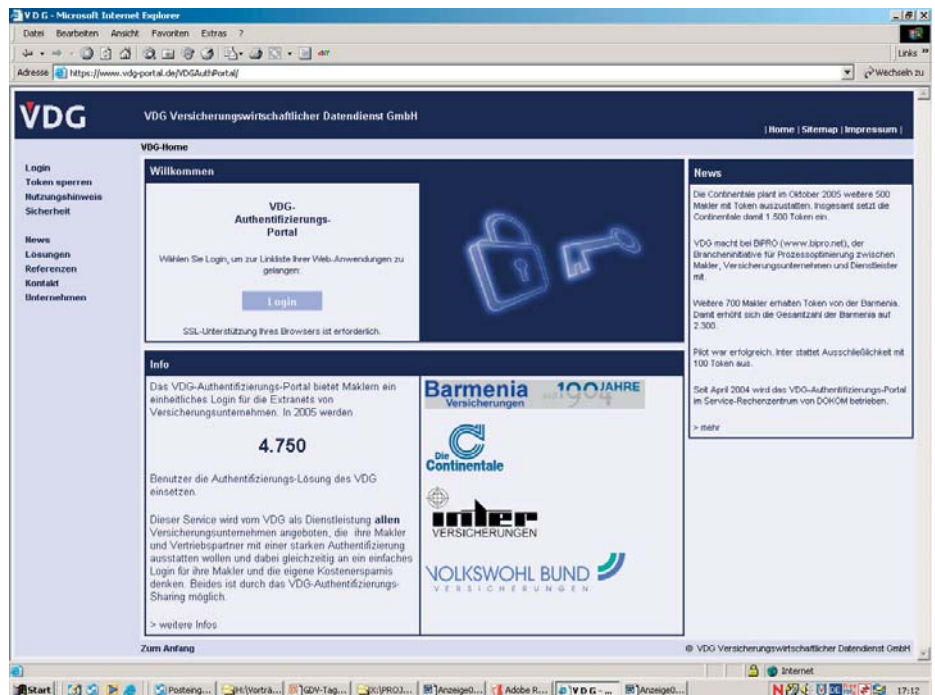 V D G - Microsoft Internet Explorer
Datei Bearbeiten Ansicht Favoriten Extras ?
Links »
Adresse https://www.vdg-portal.de/VDGAuthPortal/
Wechseln zu
VDG
VDG Versicherungswirtschaftlicher Datendienst GmbH
| Home | Sitemap | Impressum |
VDG-Home
Login
Token sperren
Nutzungshinweis
Sicherheit
News
Lösungen
Referenzen
Kontakt
Unternehmen
Willkommen
VDG-
Authentifizierungs-
Portal
Wählen Sie Login, um zur Linkliste Ihrer Web-Anwendungen zu
gelangen:
Login
SSL-Unterstützung Ihres Browsers ist erforderlich.
Info
Das VDG-Authentifizierungs-Portal bietet Maklern ein
einheitliches Login für die Extranets von
Versicherungsunternehmen. In 2005 werden
4.750
Benutzer die Authentifizierungs-Lösung des VDG
einsetzen.
Dieser Service wird vom VDG als Dienstleistung allen
Versicherungsunternehmen angeboten, die ihre Makler
und Vertriebspartner mit einer starken Authentifizierung
ausstatten wollen und dabei gleichzeitig an ein einfaches
Login für ihre Makler und die eigene Kostenersparnis
denken. Beides ist durch das VDG-Authentifizierungs-
Sharing möglich.
> weitere Infos
Barmenia
Versicherungen
100 JAHRE
1904
Die
Continentale
inter
VERSICHERUNGEN
VOLKSWOHL BUND
VERSICHERUNGEN
News
Die Continentale plant im Oktober 2005 weitere 500
Makler mit Token auszustatten. Insgesamt setzt die
Continentale damit 1.500 Token ein.
VDG macht bei BiPRO (www.bipro.net), der
Brancheninitiative für Prozessoptimierung zwischen
Makler, Versicherungsunternehmen und Dienstleister
mit.
Weitere 700 Makler erhalten Token von der Barmenia.
Damit erhöht sich die Gesamtzahl der Barmenia auf
2.300.
Pilot war erfolgreich. Inter stattet Ausschließlichkeit mit
100 Token aus.
Seit April 2004 wird das VDG-Authentifizierungs-Portal
im Service-Rechenzentrum von DOKOM betrieben.
> mehr
Zum Anfang
© VDG Versicherungswirtschaftlicher Datendienst GmbH
Internet
Start
Posteing...
H:\Vorträ...
GDV-Tag...
X:\PROJ...
Anzeige0...
Adobe R...
V D G - ...
Anzeige0...
17:12